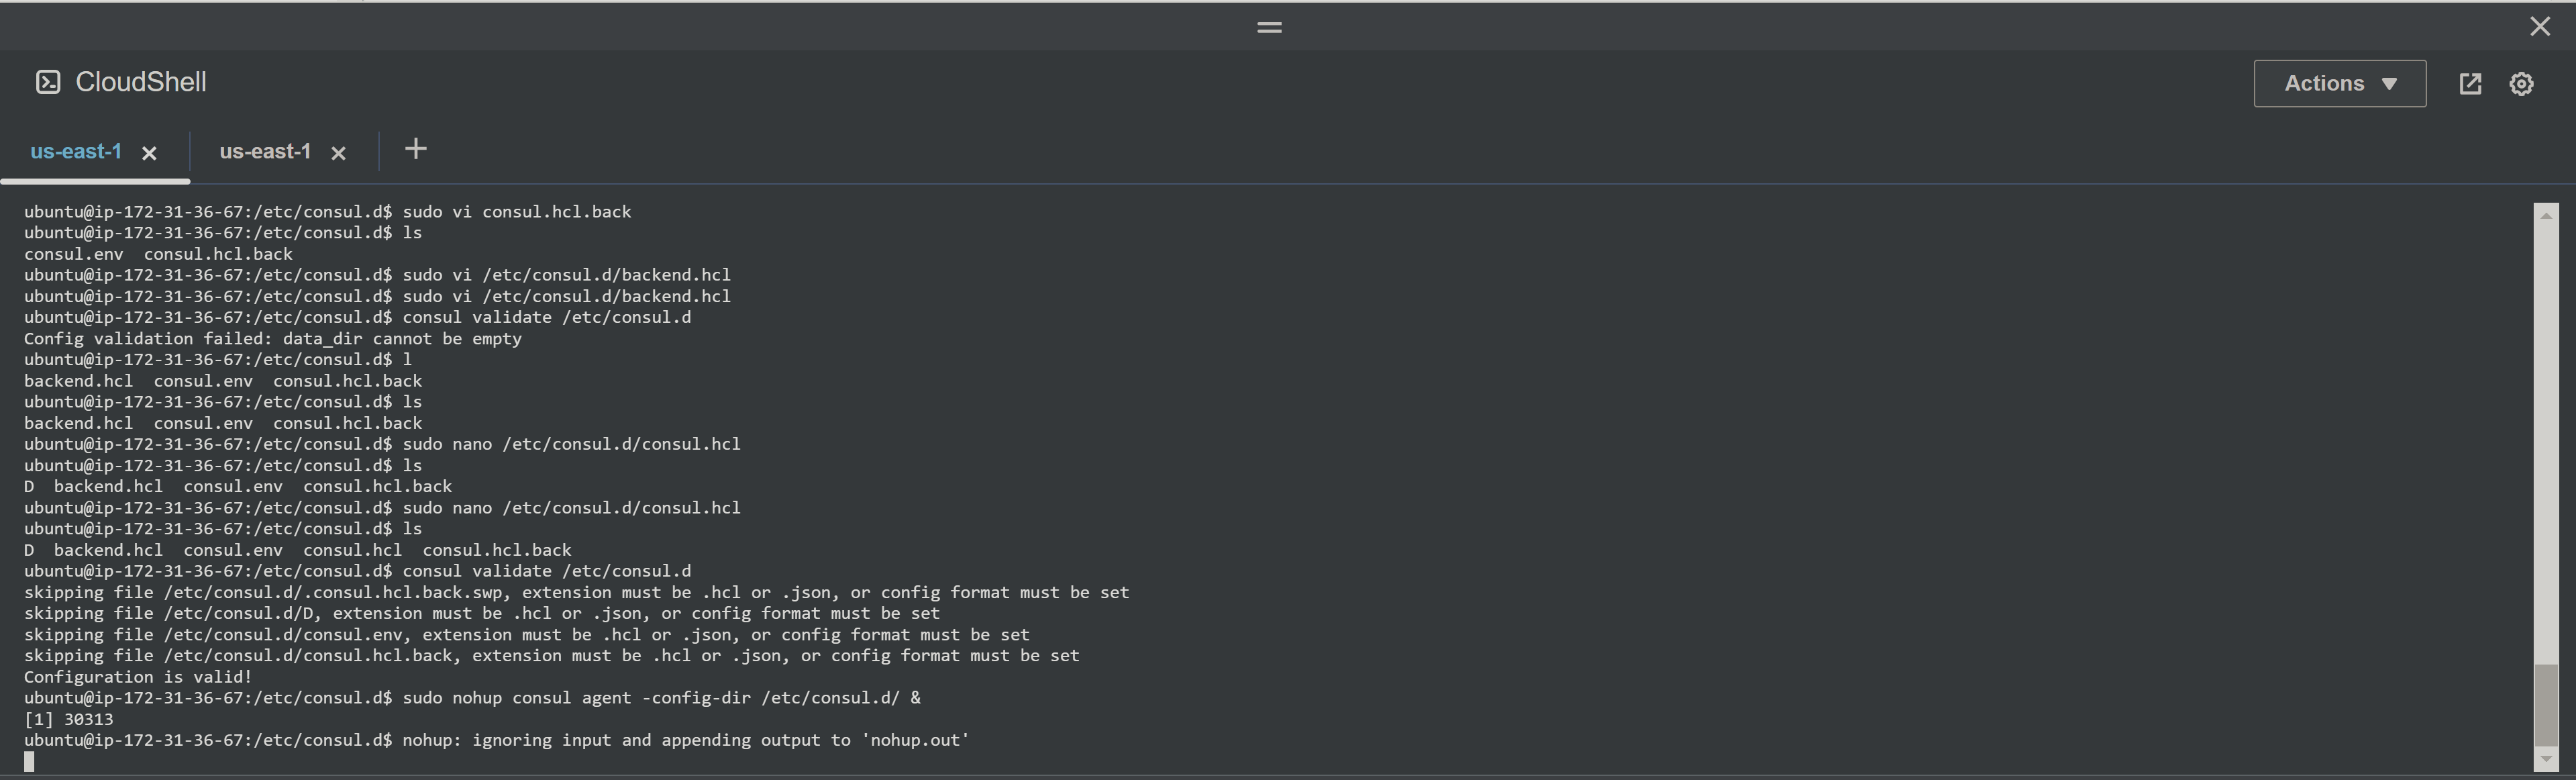 CloudShell
Actions
us-east-1
us-east-1
ubuntu@ip-172-31-36-67:/etc/consul.d$ sudo vi consul.hcl.back
ubuntu@ip-172-31-36-67:/etc/consul.d$ ls
consul.env  consul.hcl.back
ubuntu@ip-172-31-36-67:/etc/consul.d$ sudo vi /etc/consul.d/backend.hcl
ubuntu@ip-172-31-36-67:/etc/consul.d$ sudo vi /etc/consul.d/backend.hcl
ubuntu@ip-172-31-36-67:/etc/consul.d$ consul validate /etc/consul.d
Config validation failed: data_dir cannot be empty
ubuntu@ip-172-31-36-67:/etc/consul.d$ l
backend.hcl  consul.env  consul.hcl.back
ubuntu@ip-172-31-36-67:/etc/consul.d$ ls
backend.hcl  consul.env  consul.hcl.back
ubuntu@ip-172-31-36-67:/etc/consul.d$ sudo nano /etc/consul.d/consul.hcl
ubuntu@ip-172-31-36-67:/etc/consul.d$ ls
D  backend.hcl  consul.env  consul.hcl.back
ubuntu@ip-172-31-36-67:/etc/consul.d$ sudo nano /etc/consul.d/consul.hcl
ubuntu@ip-172-31-36-67:/etc/consul.d$ ls
D  backend.hcl  consul.env  consul.hcl  consul.hcl.back
ubuntu@ip-172-31-36-67:/etc/consul.d$ consul validate /etc/consul.d
skipping file /etc/consul.d/.consul.hcl.back.swp, extension must be .hcl or .json, or config format must be set
skipping file /etc/consul.d/D, extension must be .hcl or .json, or config format must be set
skipping file /etc/consul.d/consul.env, extension must be .hcl or .json, or config format must be set
skipping file /etc/consul.d/consul.hcl.back, extension must be .hcl or .json, or config format must be set
Configuration is valid!
ubuntu@ip-172-31-36-67:/etc/consul.d$ sudo nohup consul agent -config-dir /etc/consul.d/ &
[1] 30313
ubuntu@ip-172-31-36-67:/etc/consul.d$ nohup: ignoring input and appending output to 'nohup.out'